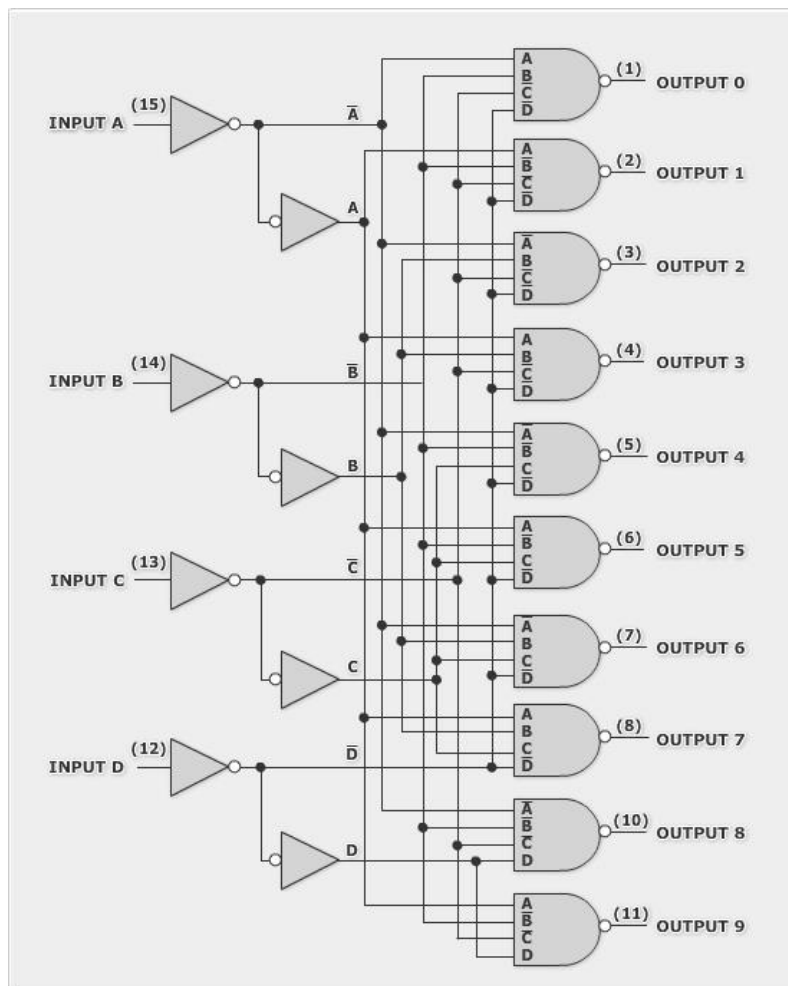 A
B
C̅
D̅
(1)
OUTPUT 0
INPUT A
(15)
A̅
A
B̅
C̅
D̅
(2)
OUTPUT 1
A
A̅
B
C̅
D̅
(3)
OUTPUT 2
A
B
C̅
D̅
(4)
OUTPUT 3
INPUT B
(14)
B̅
A̅
B̅
C
D̅
(5)
OUTPUT 4
B
A
B̅
C
D̅
(6)
OUTPUT 5
INPUT C
(13)
C̅
A̅
B
C
D̅
(7)
OUTPUT 6
C
A
B
C
D̅
(8)
OUTPUT 7
INPUT D
(12)
D̅
A̅
B̅
C̅
D
(10)
OUTPUT 8
D
A
B̅
C̅
D
(11)
OUTPUT 9